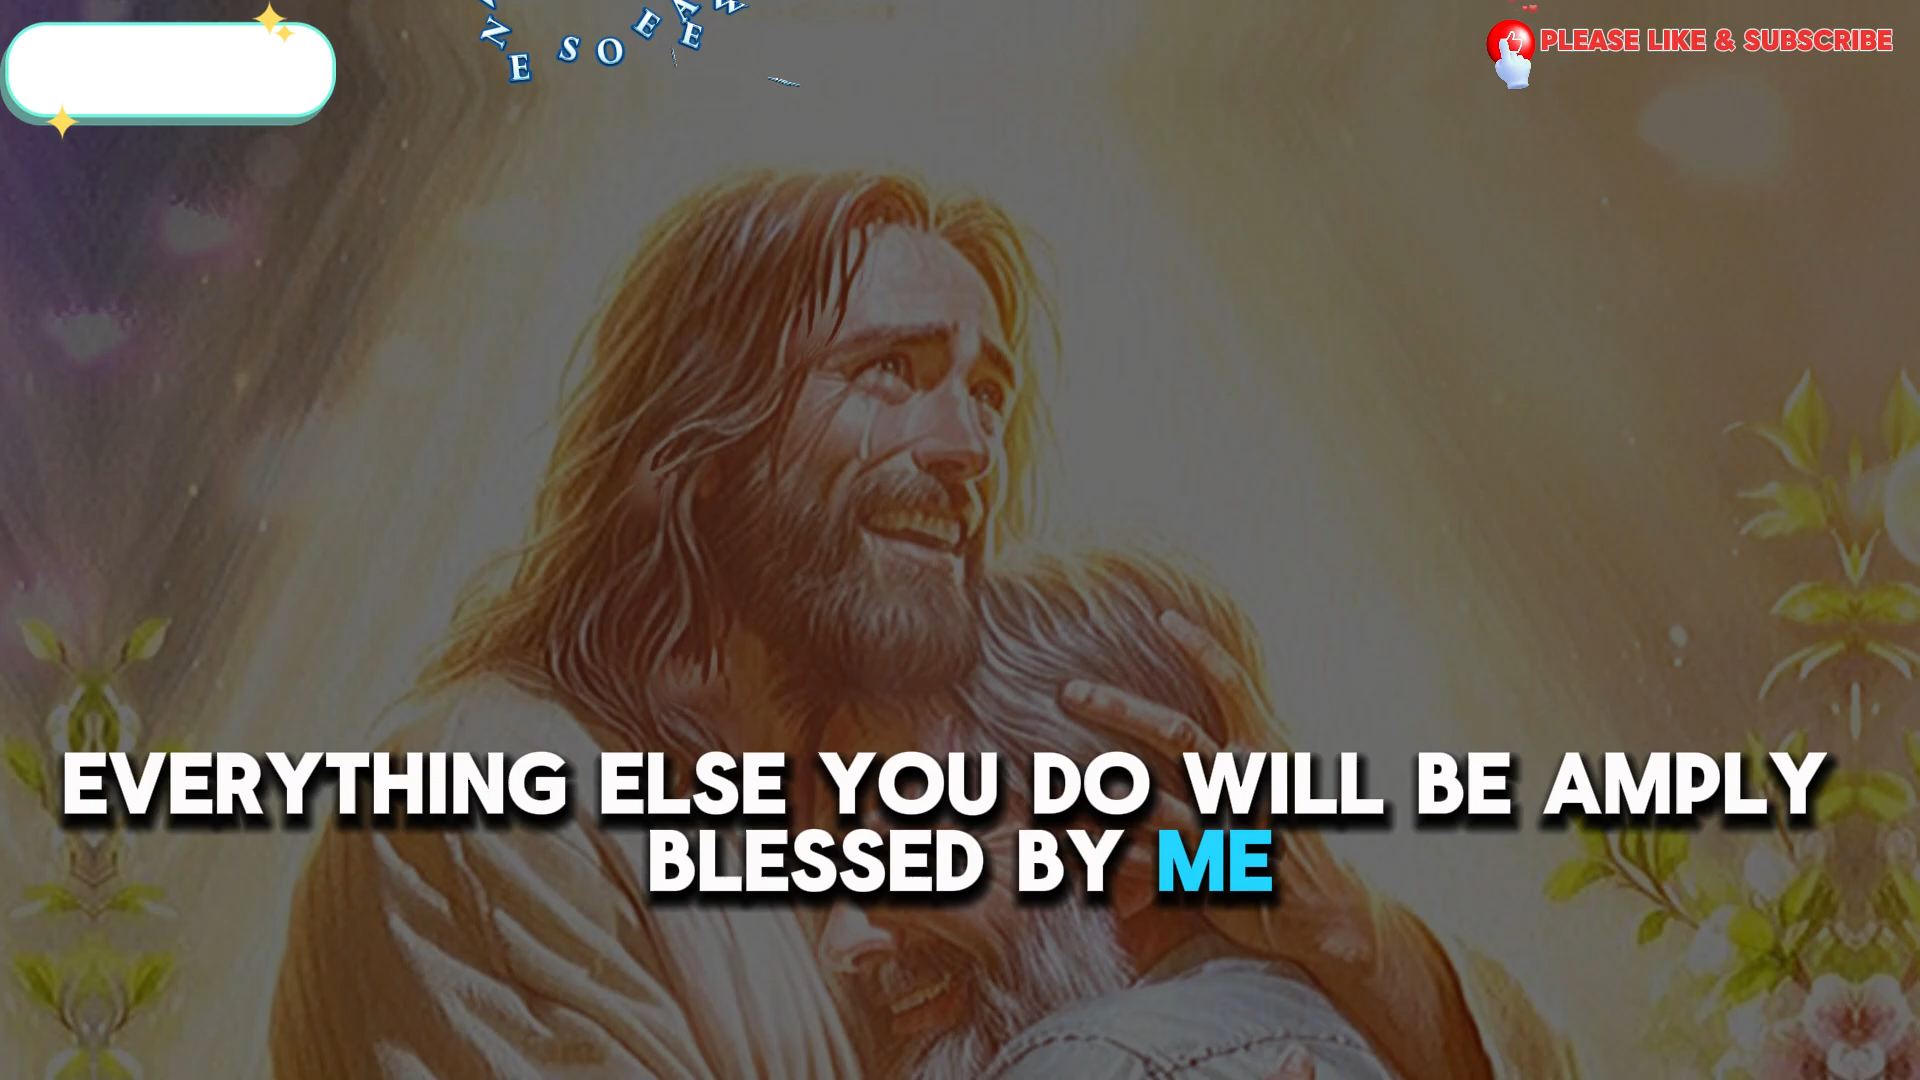 PLEASE LIKE & SUBSCRIBE
EVERYTHING ELSE YOU DO WILL BE AMPLY
BLESSED BY ME